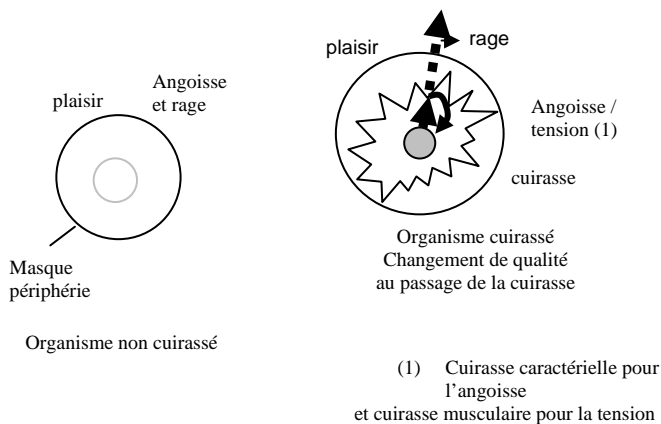 plaisir
Angoisse
et rage
Masque
périphérie
Organisme non cuirassé
plaisir
rage
Angoisse /
tension (1)
cuirasse
Organisme cuirassé
Changement de qualité
au passage de la cuirasse
(1) Cuirasse caractérielle pour
l'angoisse
et cuirasse musculaire pour la tension